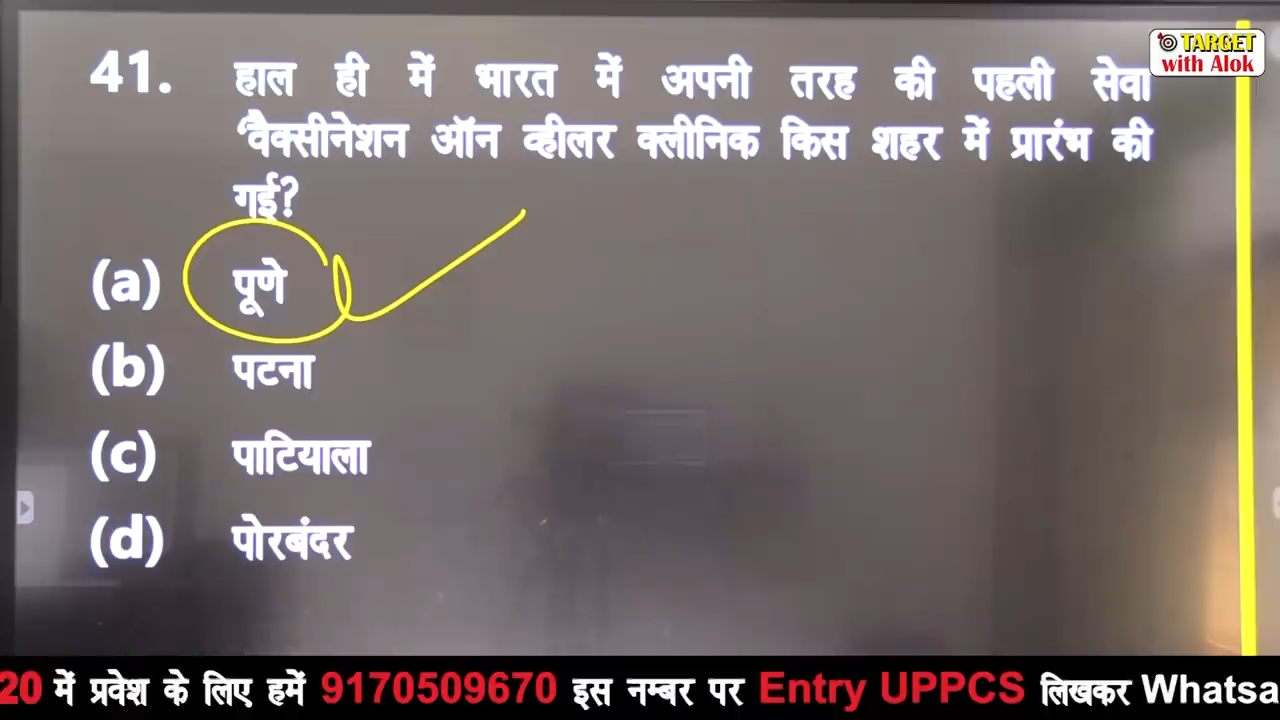 TARGET
with Alok
41. हाल ही में भारत में अपनी तरह की पहली सेवा
‘वैक्सीनेशन ऑन व्हीलर क्लीनिक किस शहर में प्रारंभ की
गई?
(a) पूणे
(b) पटना
(c) पाटियाला
(d) पोरबंदर
20 में प्रवेश के लिए हमें 9170509670 इस नम्बर पर Entry UPPCS लिखकर Whatsa